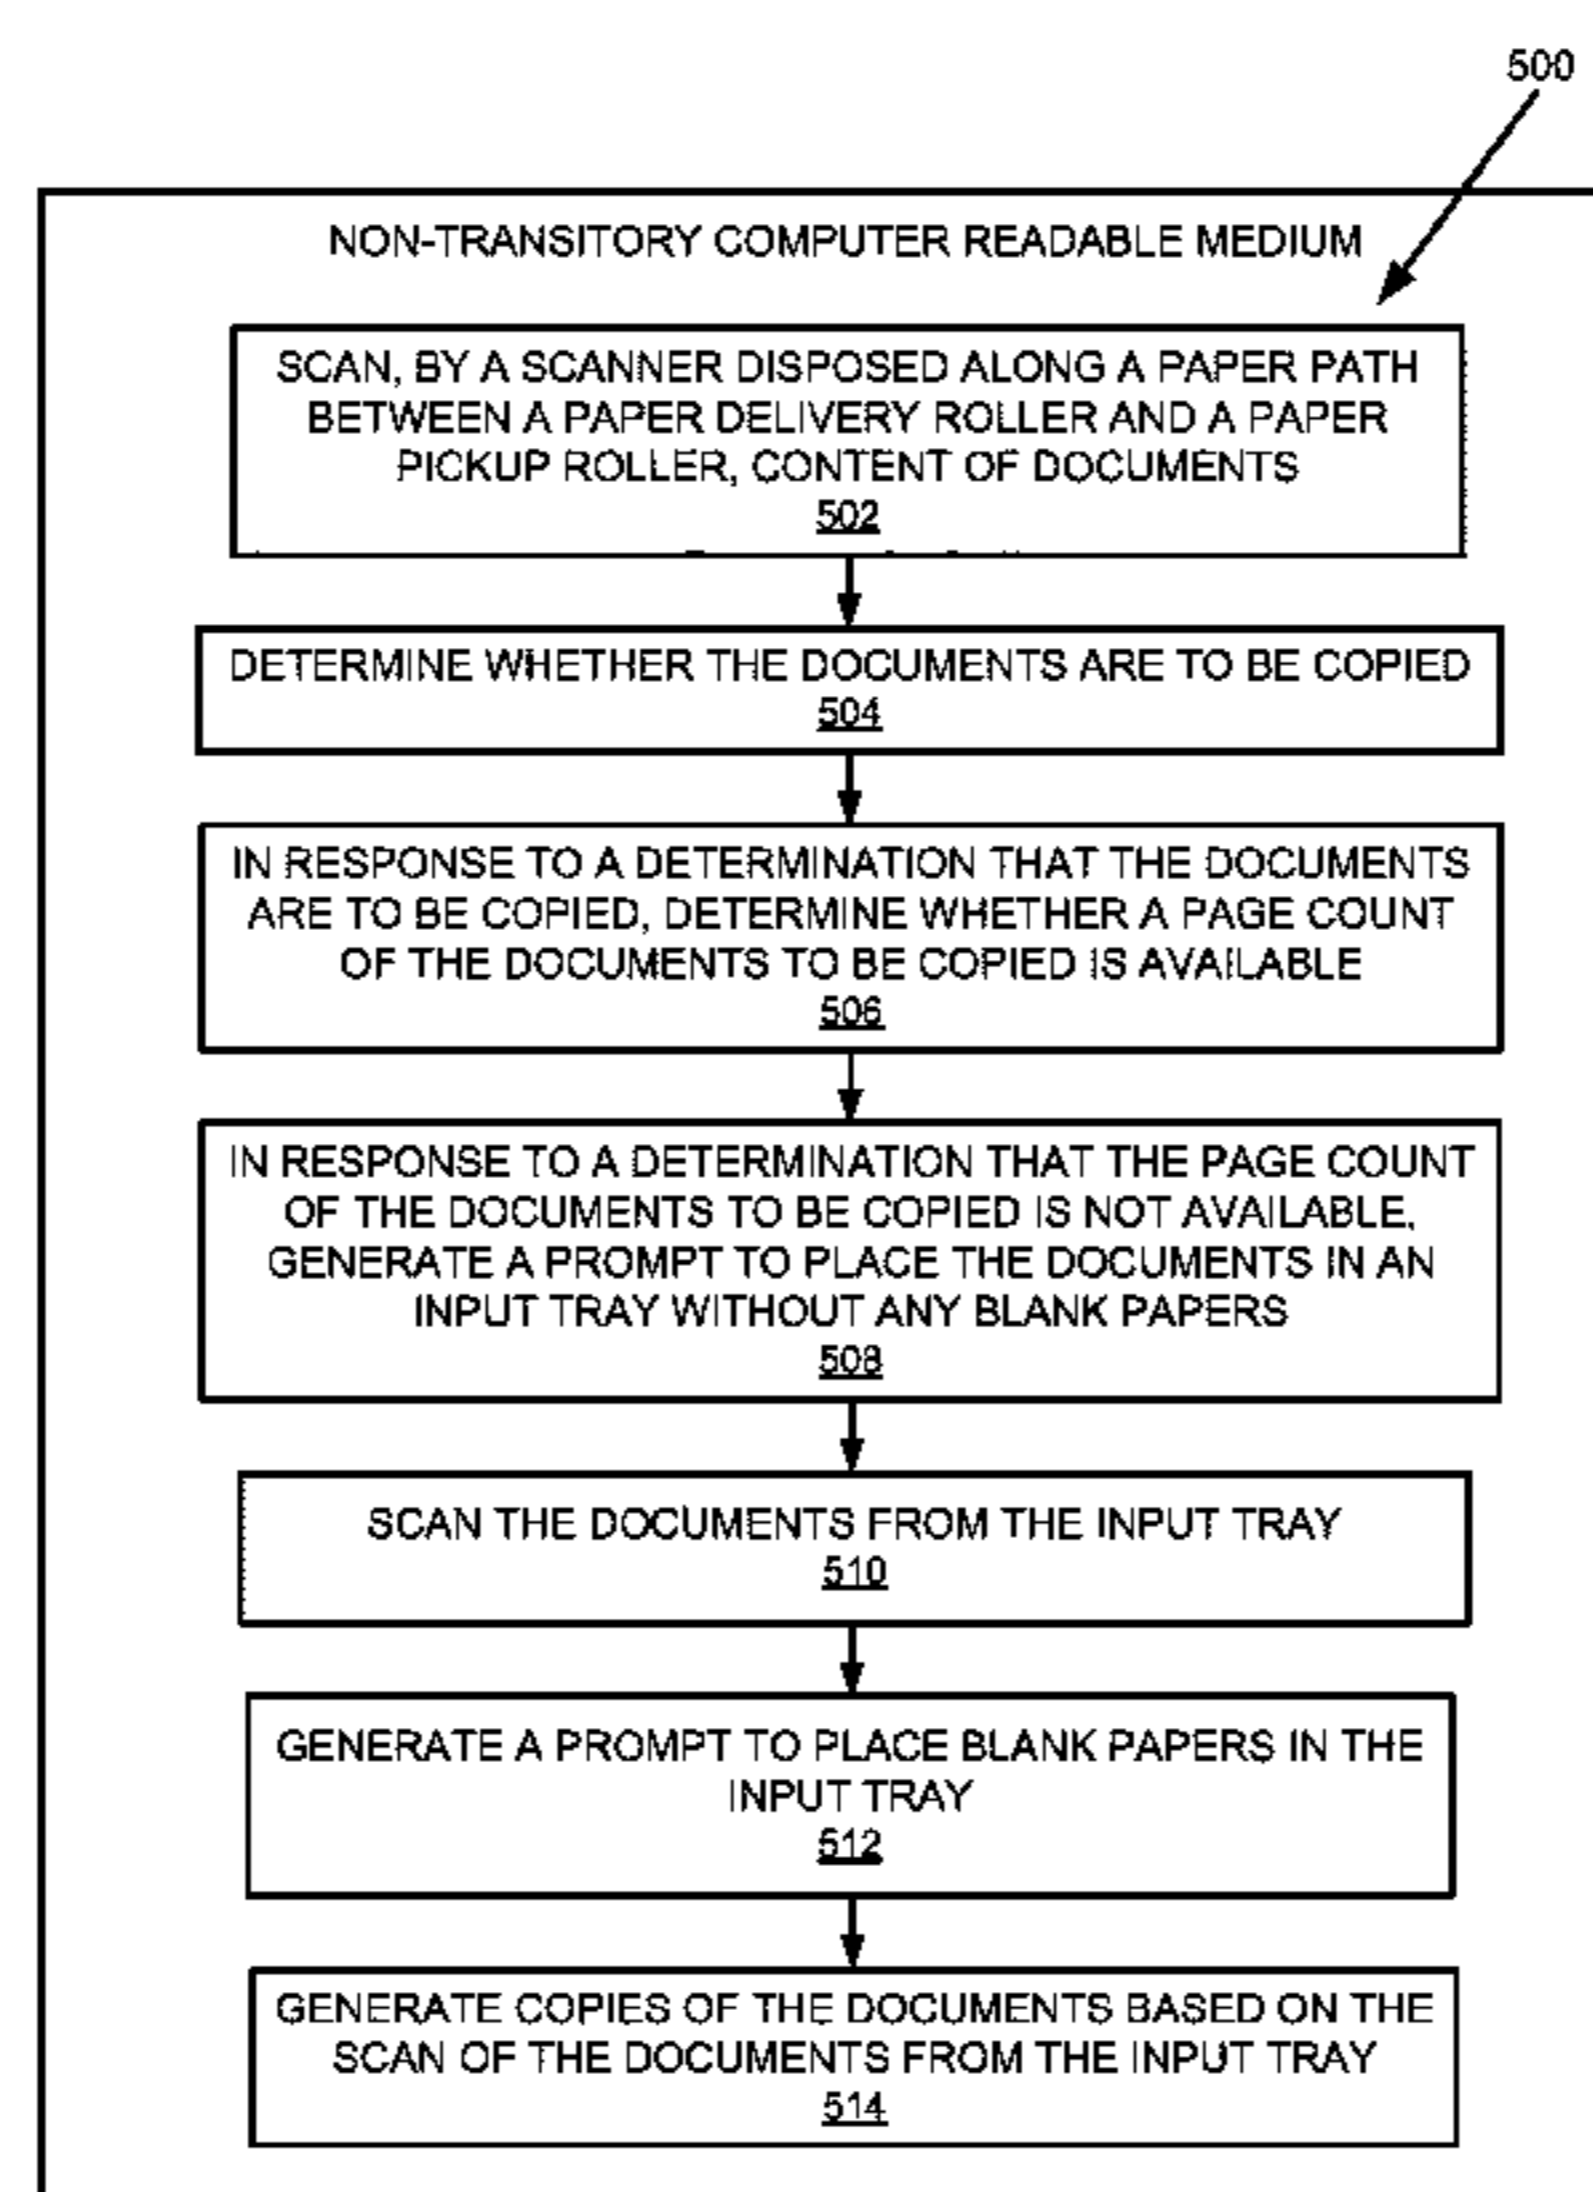 500
NON-TRANSITORY COMPUTER READABLE MEDIUM
SCAN, BY A SCANNER DISPOSED ALONG A PAPER PATH
BETWEEN A PAPER DELIVERY ROLLER AND A PAPER
PICKUP ROLLER, CONTENT OF DOCUMENTS
502
DETERMINE WHETHER THE DOCUMENTS ARE TO BE COPIED
504
IN RESPONSE TO A DETERMINATION THAT THE DOCUMENTS
ARE TO BE COPIED, DETERMINE WHETHER A PAGE COUNT
OF THE DOCUMENTS TO BE COPIED IS AVAILABLE
506
IN RESPONSE TO A DETERMINATION THAT THE PAGE COUNT
OF THE DOCUMENTS TO BE COPIED IS NOT AVAILABLE,
GENERATE A PROMPT TO PLACE THE DOCUMENTS IN AN
INPUT TRAY WITHOUT ANY BLANK PAPERS
508
SCAN THE DOCUMENTS FROM THE INPUT TRAY
510
GENERATE A PROMPT TO PLACE BLANK PAPERS IN THE
INPUT TRAY
512
GENERATE COPIES OF THE DOCUMENTS BASED ON THE
SCAN OF THE DOCUMENTS FROM THE INPUT TRAY
514